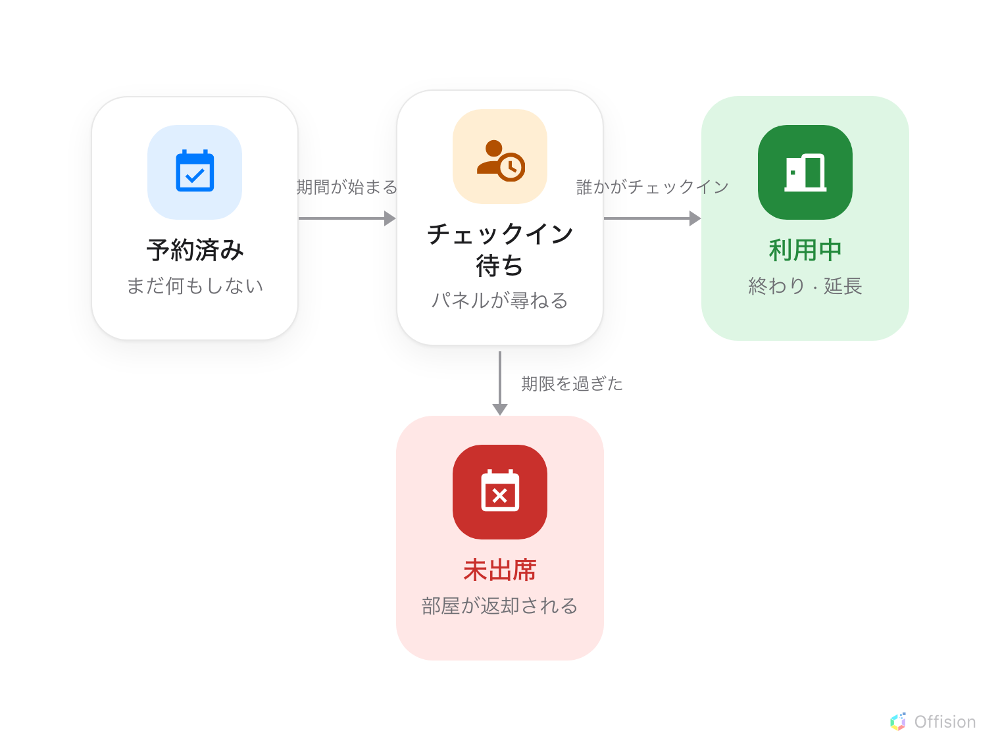 予約済み
まだ何もしない
期間が始まる
チェックイン
待ち
パネルが尋ねる
誰かがチェックイン
利用中
終わり · 延長
期限を過ぎた
未出席
部屋が返却される
Offision